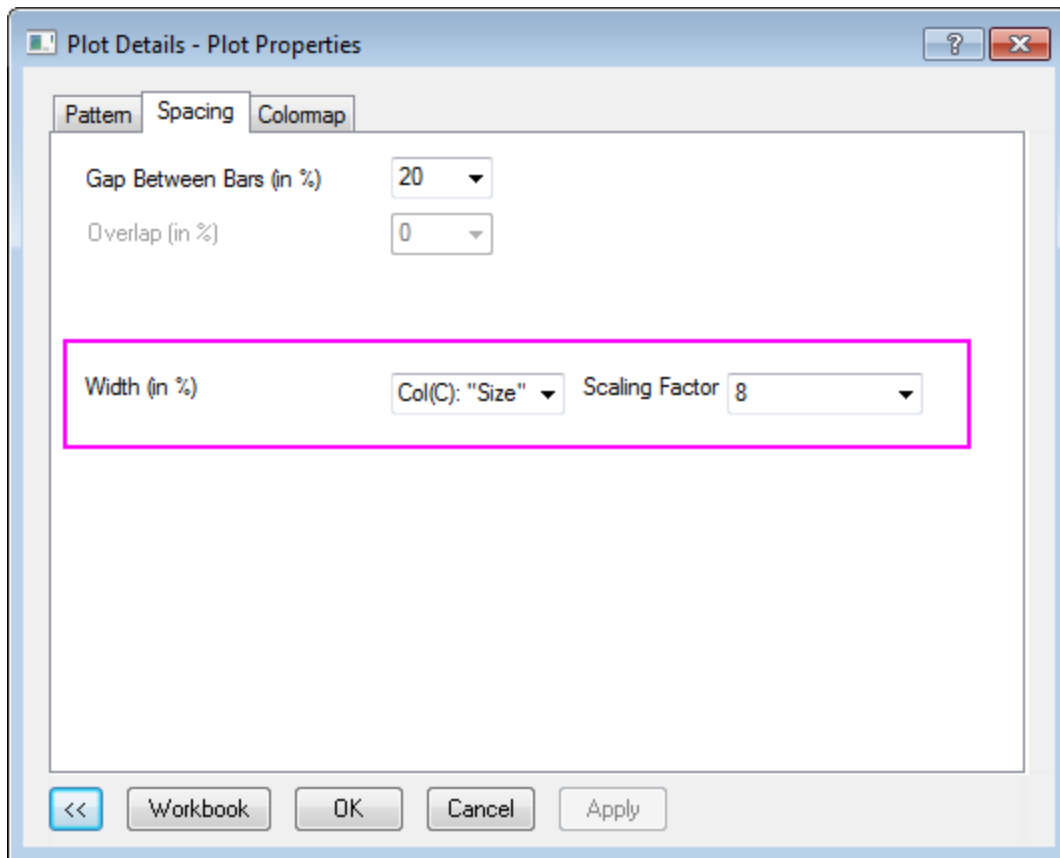 Plot Details - Plot Properties
Pattern Spacing Colormap
Gap Between Bars (in %) 20
Overlap (in %) 0
Width (in %) Col(C): "Size" Scaling Factor 8
<< Workbook OK Cancel Apply